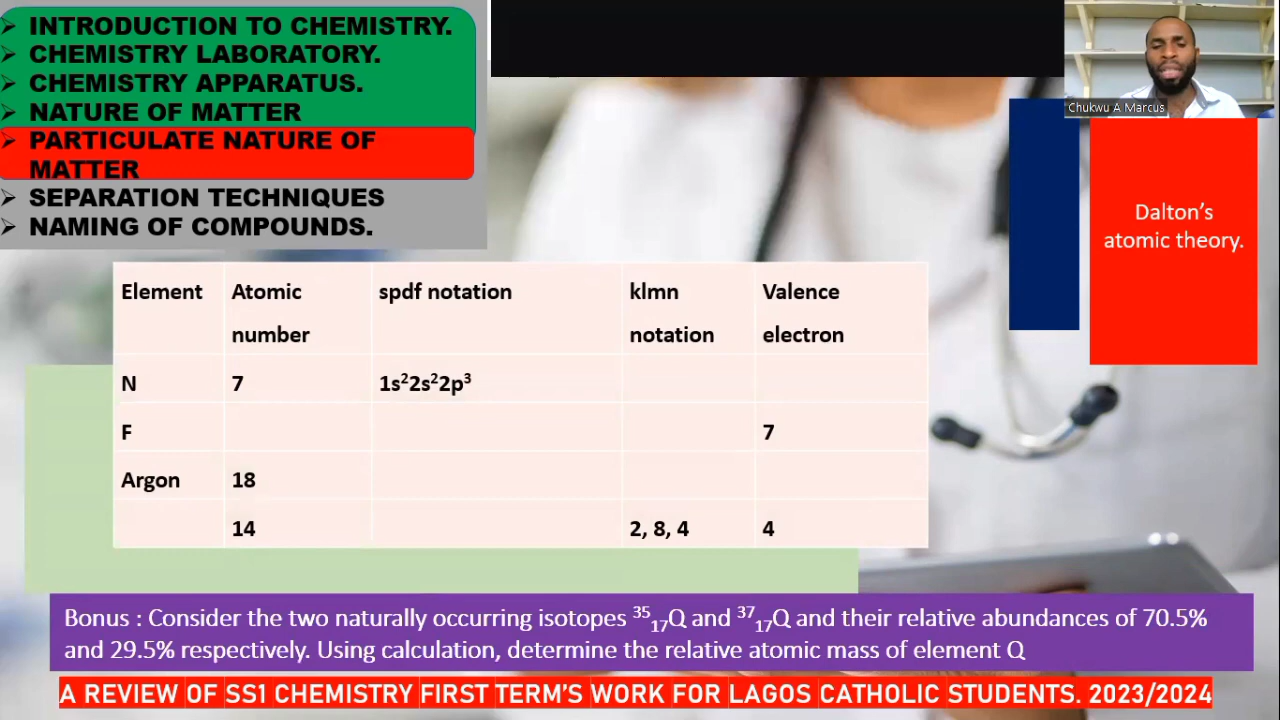 INTRODUCTION TO CHEMISTRY.
CHEMISTRY LABORATORY.
CHEMISTRY APPARATUS.
NATURE OF MATTER
PARTICULATE NATURE OF
MATTER
SEPARATION TECHNIQUES
NAMING OF COMPOUNDS.
Chukwu A Marcus
Dalton’s
atomic theory.
Element Atomic number spdf notation klmn notation Valence electron
N 7 1s²2s²2p³
F 7
Argon 18
14 2, 8, 4 4
Bonus : Consider the two naturally occurring isotopes ³⁵₁₇Q and ³⁷₁₇Q and their relative abundances of 70.5%
and 29.5% respectively. Using calculation, determine the relative atomic mass of element Q
A REVIEW OF SS1 CHEMISTRY FIRST TERM’S WORK FOR LAGOS CATHOLIC STUDENTS. 2023/2024